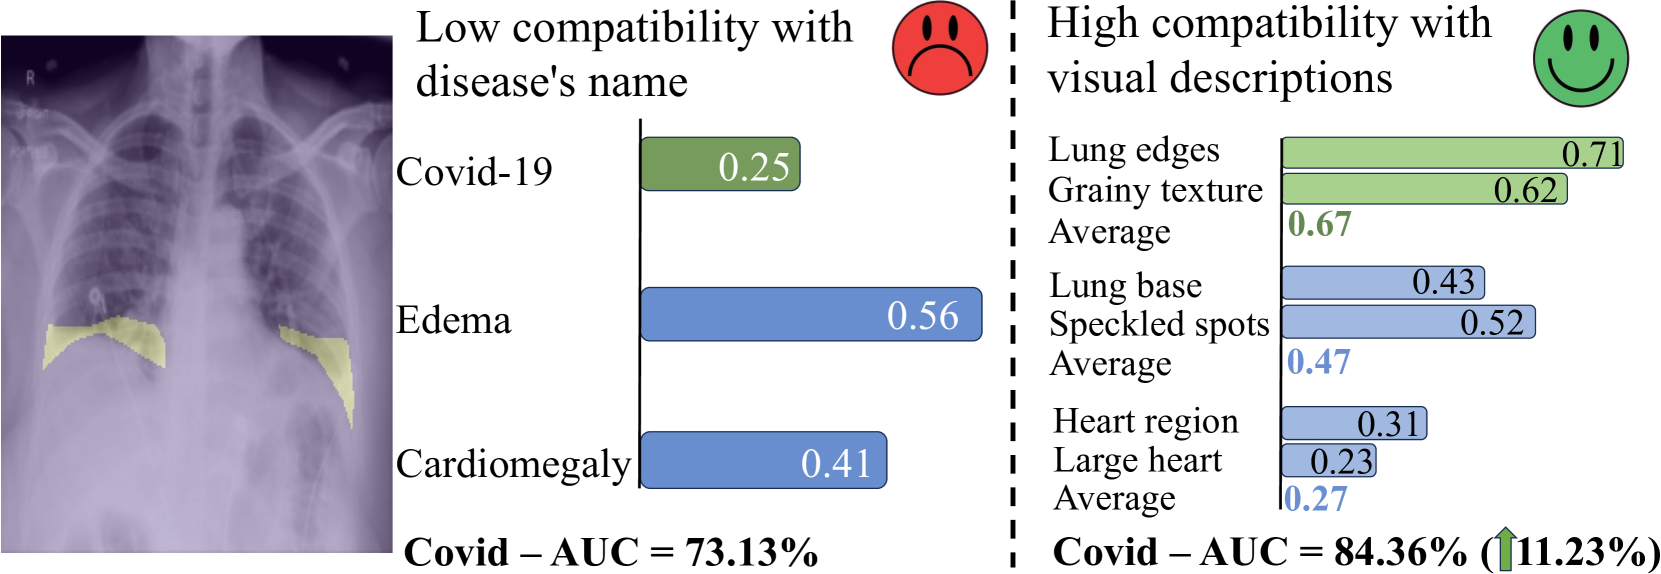 R
Low compatibility with
disease's name
Covid-19
0.25
Edema
0.56
Cardiomegaly
0.41
Covid – AUC = 73.13%
High compatibility with
visual descriptions
Lung edges
0.71
Grainy texture
0.62
Average
0.67
Lung base
0.43
Speckled spots
0.52
Average
0.47
Heart region
0.31
Large heart
0.23
Average
0.27
Covid – AUC = 84.36% (⬆11.23%)